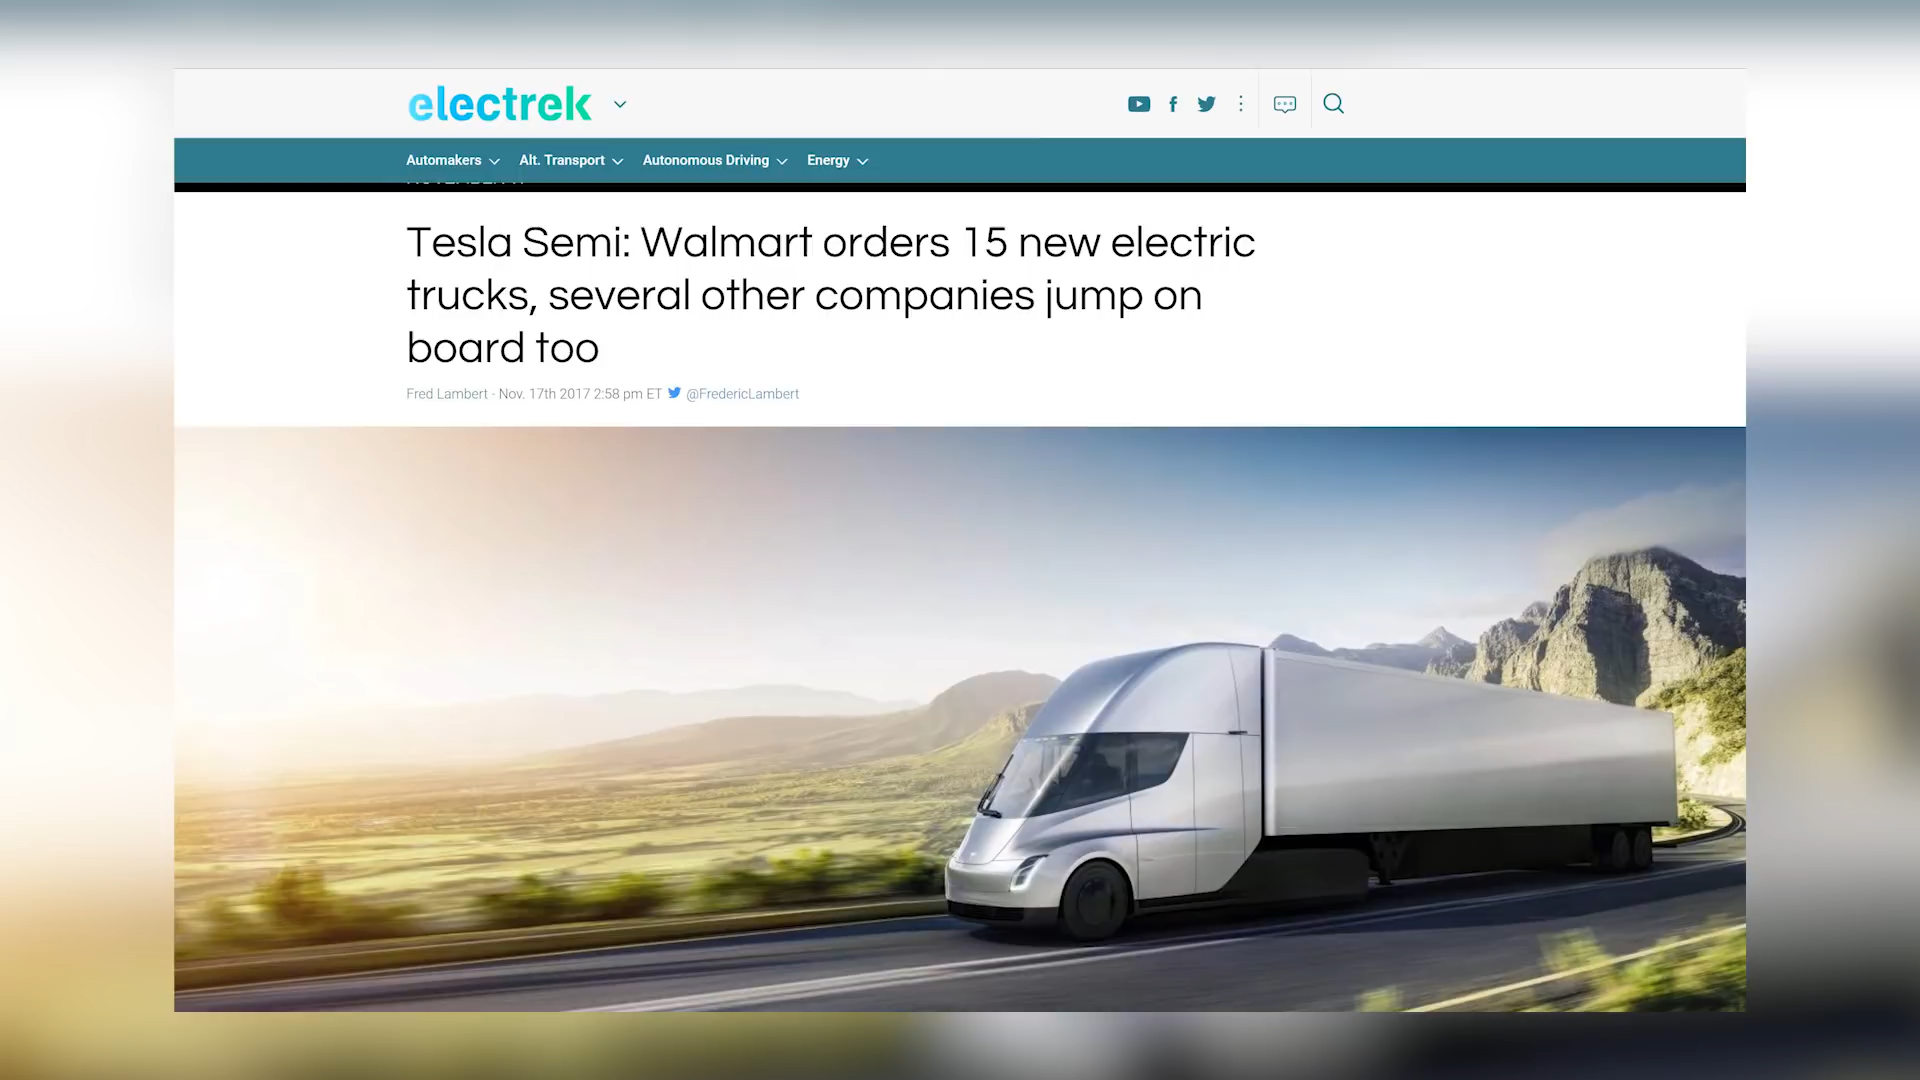 electrek
Automakers Alt. Transport Autonomous Driving Energy
Tesla Semi: Walmart orders 15 new electric
trucks, several other companies jump on
board too
Fred Lambert - Nov. 17th 2017 2:58 pm ET @FredericLambert